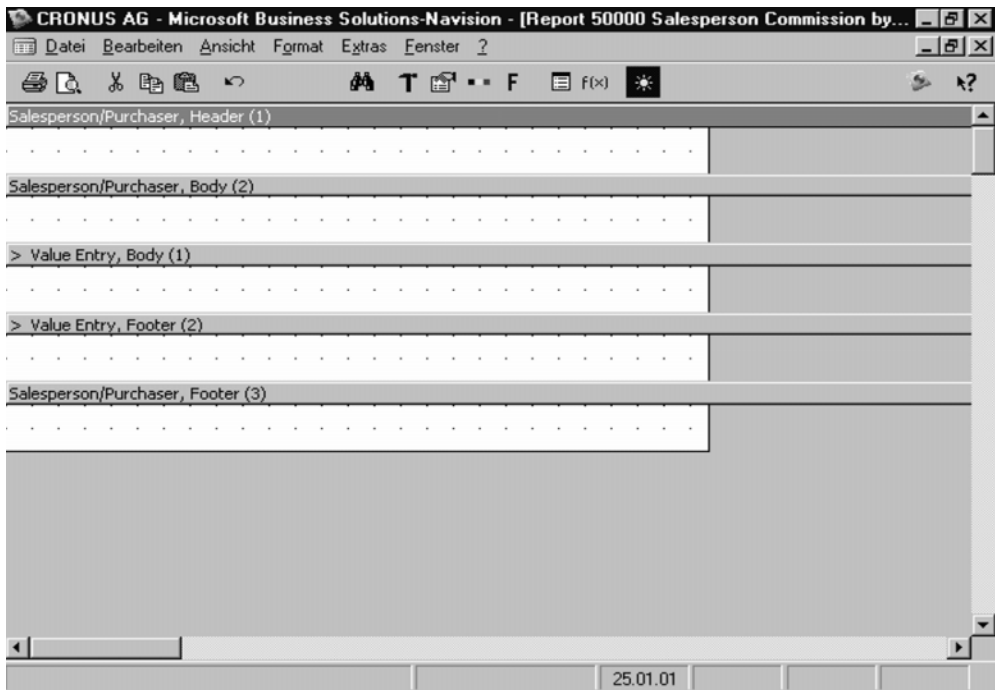 CRONUS AG - Microsoft Business Solutions-Navision - [Report 50000 Salesperson Commission by...
Datei Bearbeiten Ansicht Format Extras Fenster ?
T F f(x) ?
Salesperson/Purchaser, Header (1)
Salesperson/Purchaser, Body (2)
> Value Entry, Body (1)
> Value Entry, Footer (2)
Salesperson/Purchaser, Footer (3)
25.01.01